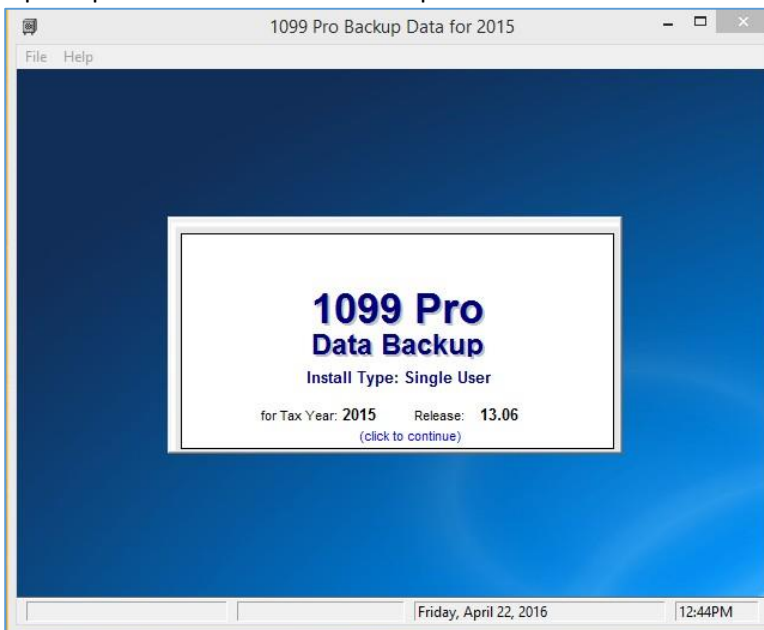 1099 Pro Backup Data for 2015
File Help
1099 Pro
Data Backup
Install Type: Single User
for Tax Year: 2015 Release: 13.06
(click to continue)
Friday, April 22, 2016 12:44PM